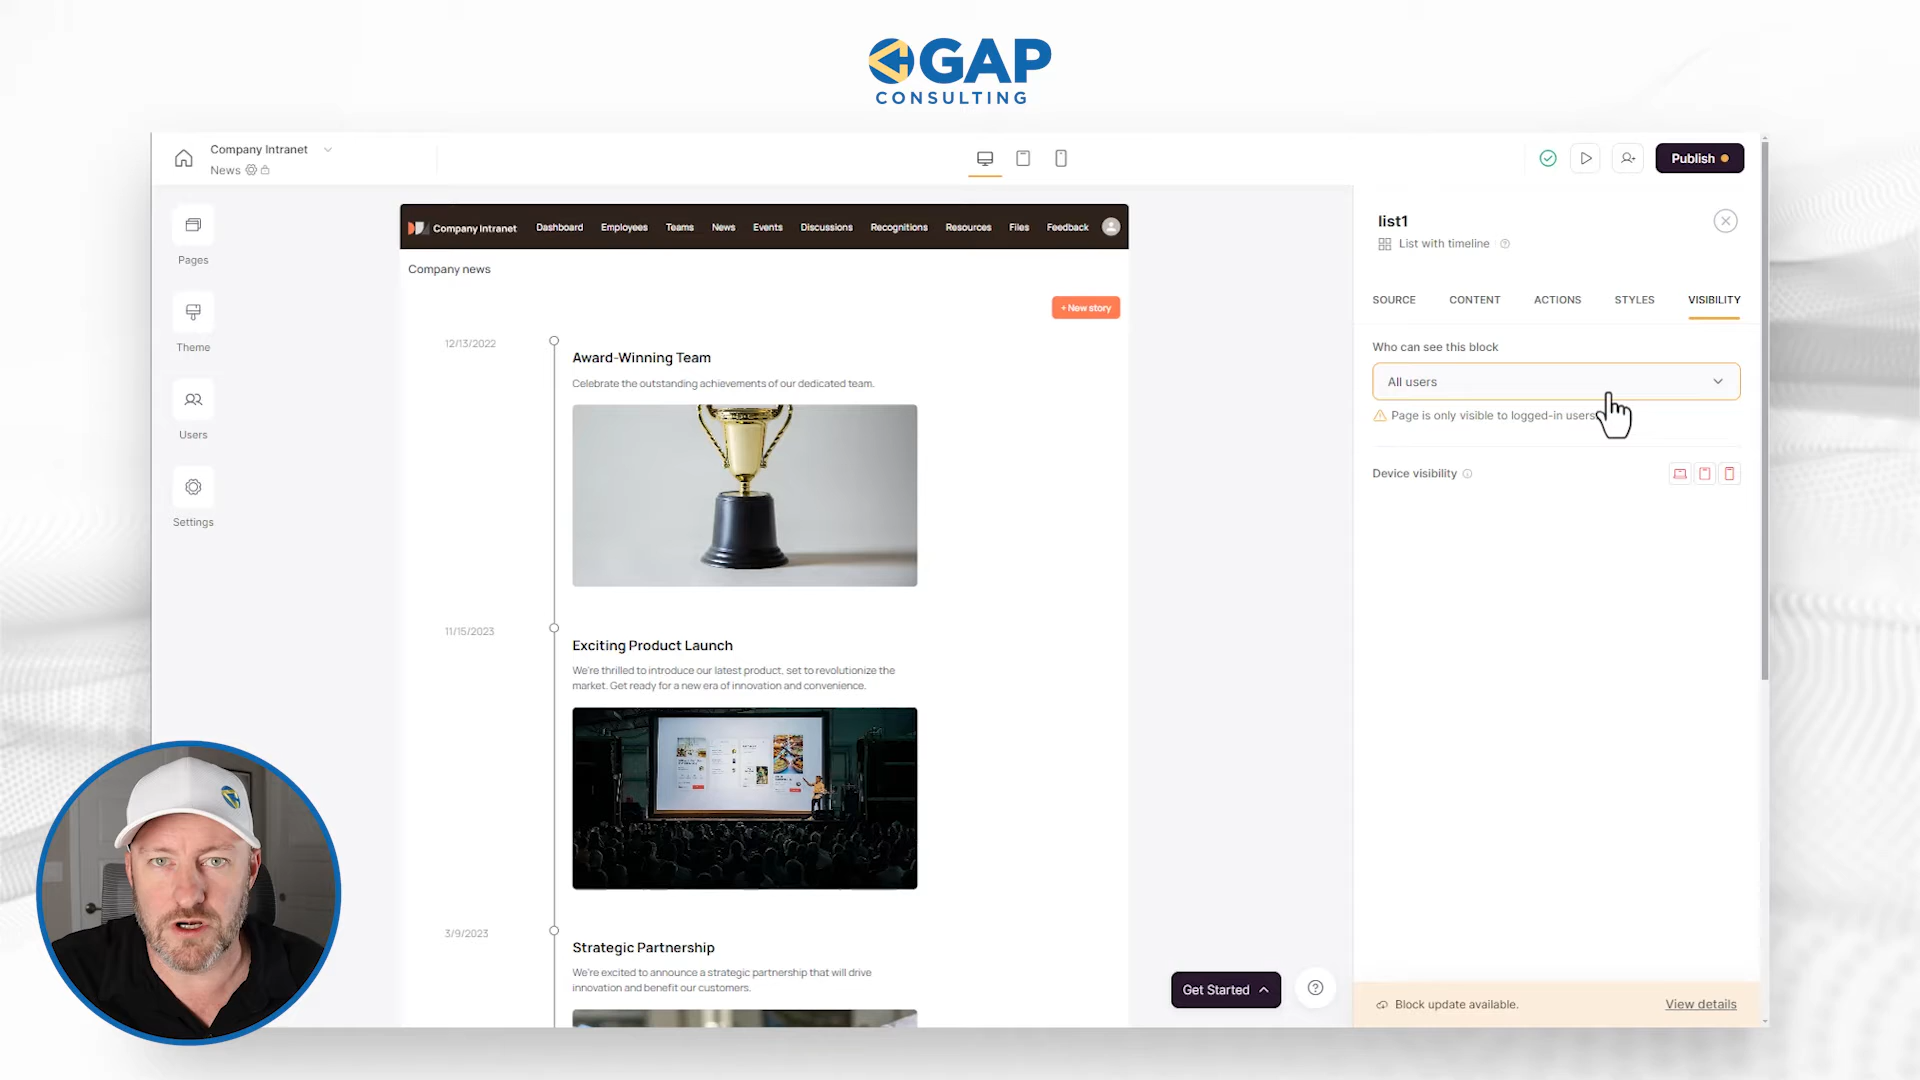 GAP
CONSULTING
Company Intranet
News
Publish
Pages
Theme
Users
Settings
Company Intranet
Dashboard
Employees
Teams
News
Events
Discussions
Recognitions
Resources
Files
Feedback
Company news
+ New story
12/13/2022
Award-Winning Team
Celebrate the outstanding achievements of our dedicated team.
11/15/2023
Exciting Product Launch
We're thrilled to introduce our latest product, set to revolutionize the
market. Get ready for a new era of innovation and convenience.
3/9/2023
Strategic Partnership
We're excited to announce a strategic partnership that will drive
innovation and benefit our customers.
Get Started
list1
List with timeline
SOURCE
CONTENT
ACTIONS
STYLES
VISIBILITY
Who can see this block
All users
Page is only visible to logged-in users
Device visibility
Block update available.
View details